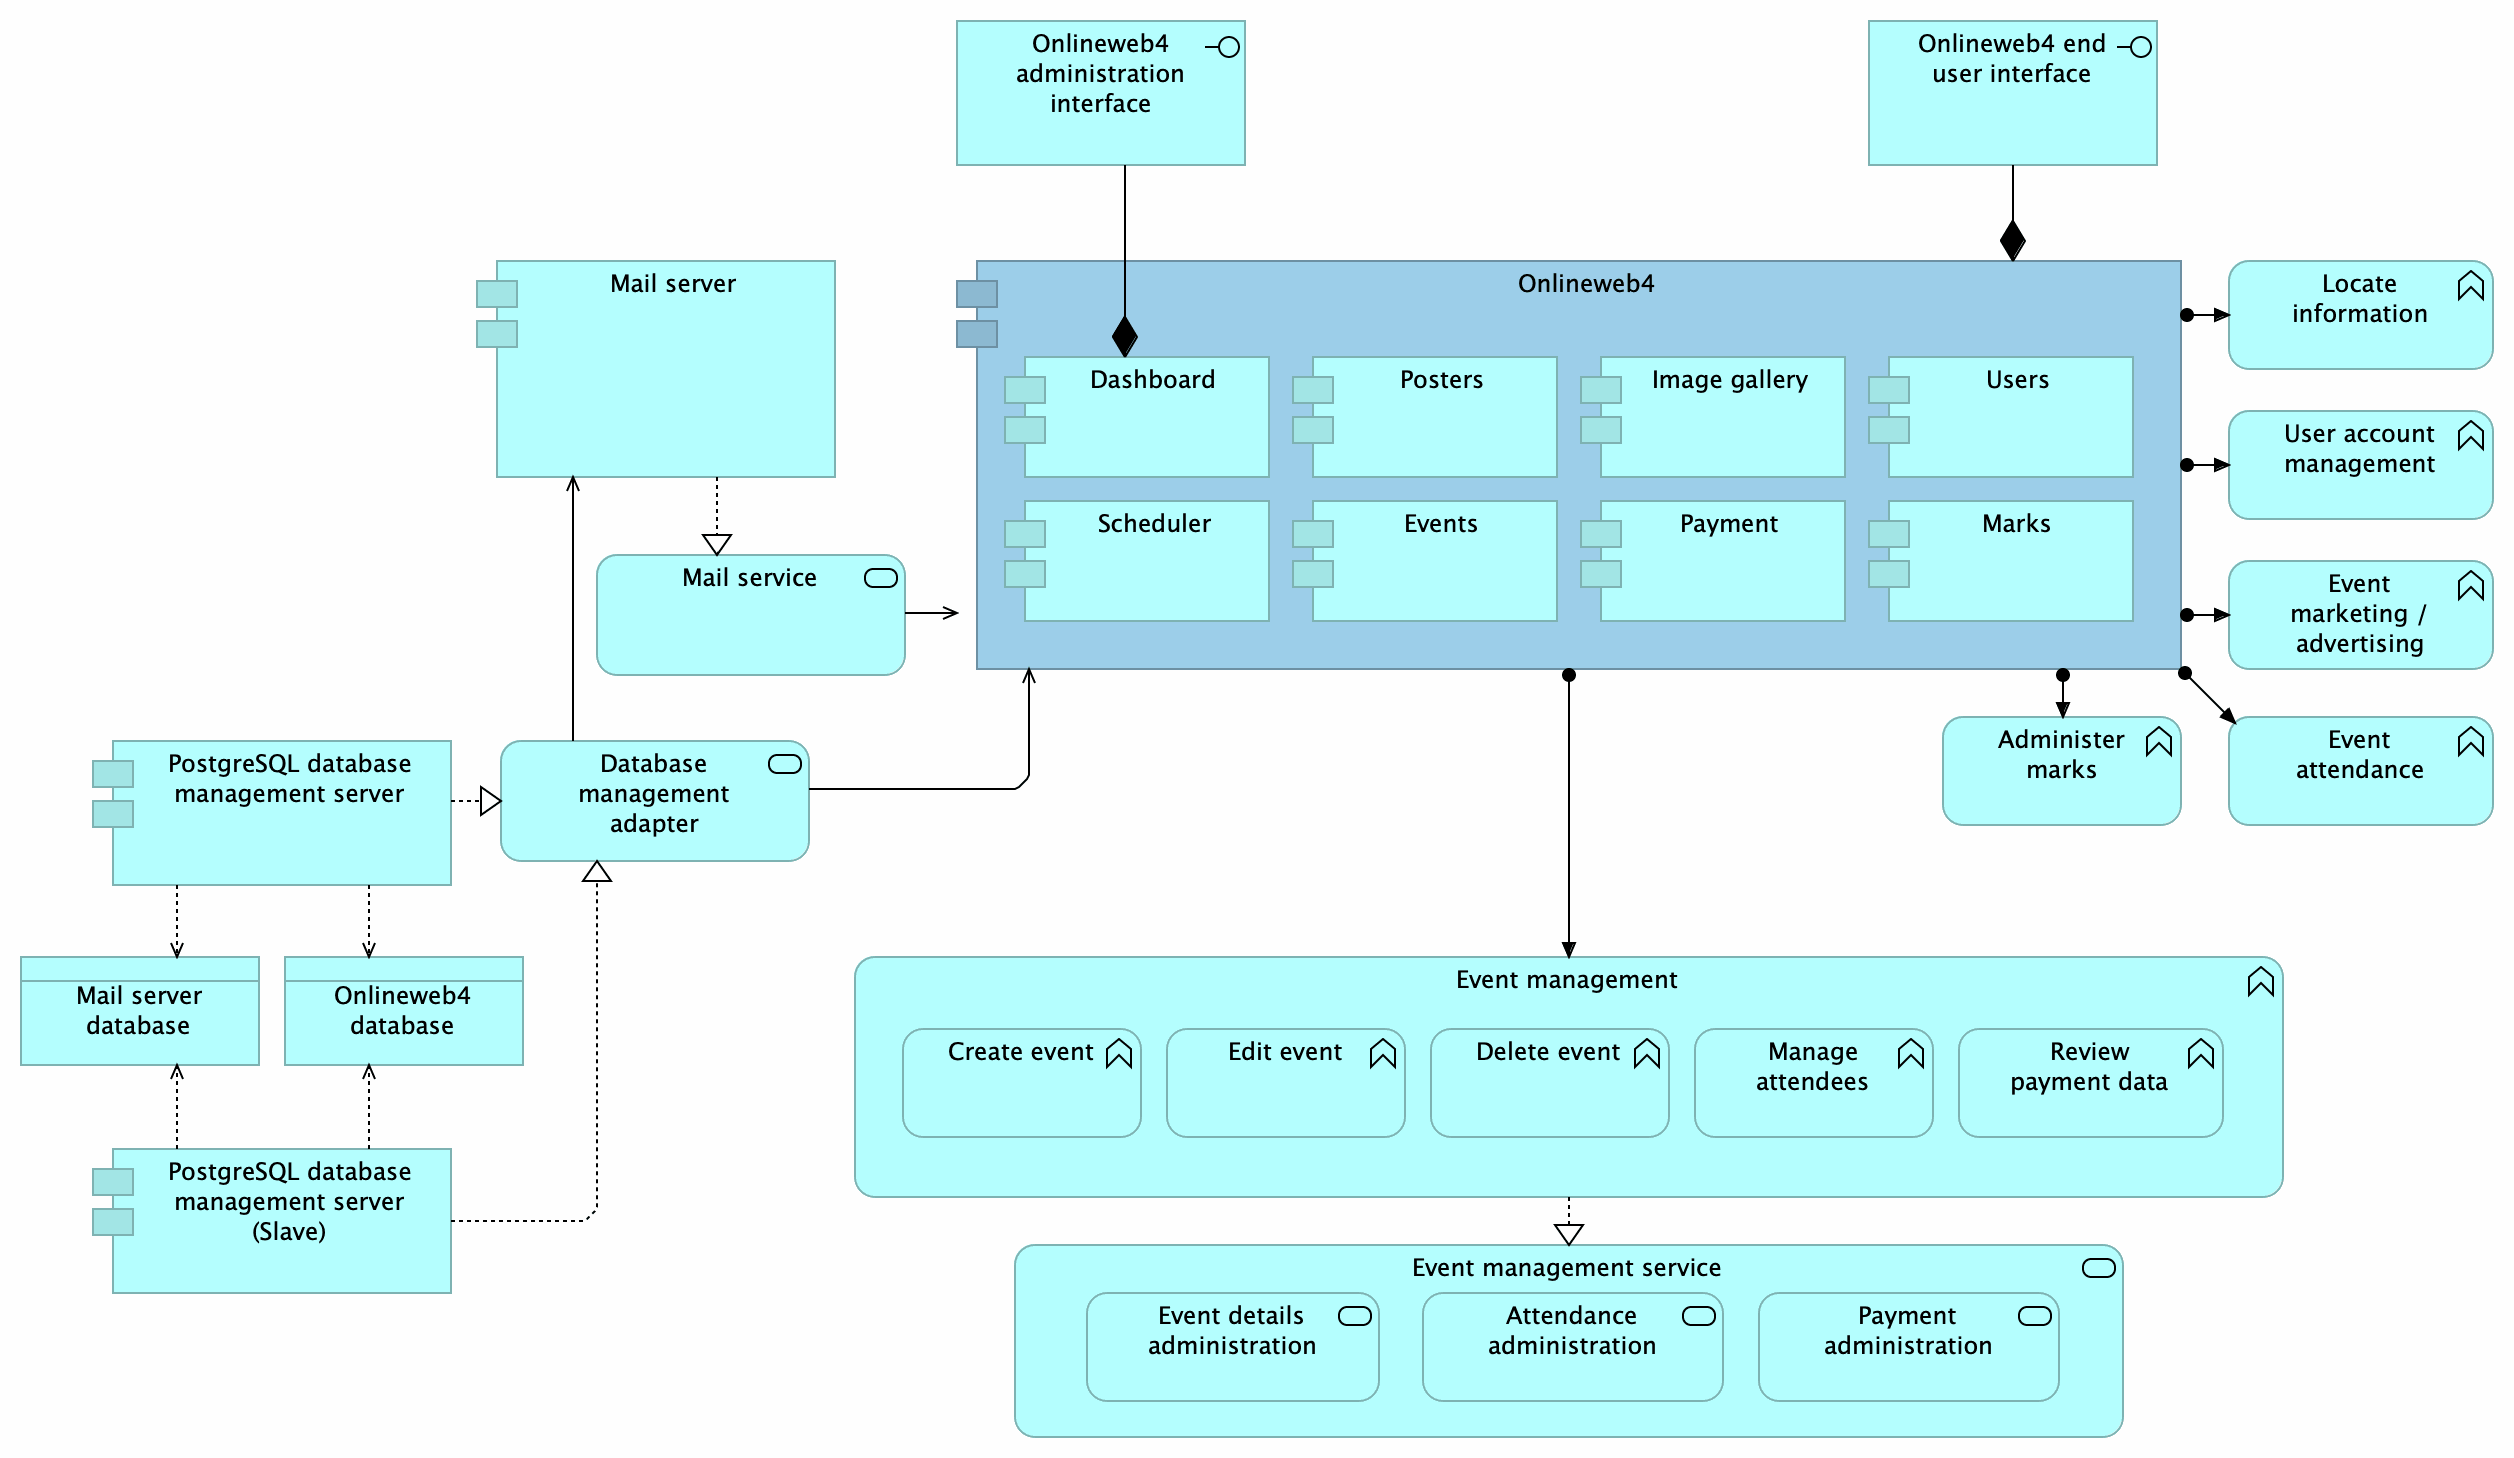 Onlineweb4
administration
interface
Onlineweb4 end
user interface
Mail server
Onlineweb4
Locate
information
Dashboard
Posters
Image gallery
Users
User account
management
Scheduler
Events
Payment
Marks
Mail service
Event
marketing /
advertising
PostgreSQL database
management server
Database
management
adapter
Administer
marks
Event
attendance
Mail server
database
Onlineweb4
database
Event management
Create event
Edit event
Delete event
Manage
attendees
Review
payment data
PostgreSQL database
management server
(Slave)
Event management service
Event details
administration
Attendance
administration
Payment
administration